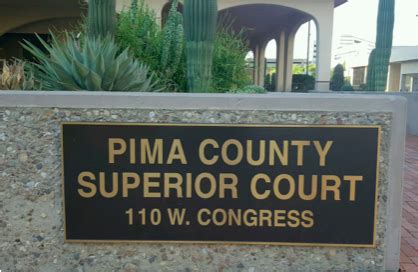 PIMA COUNTY
SUPERIOR COURT
110 W. CONGRESS